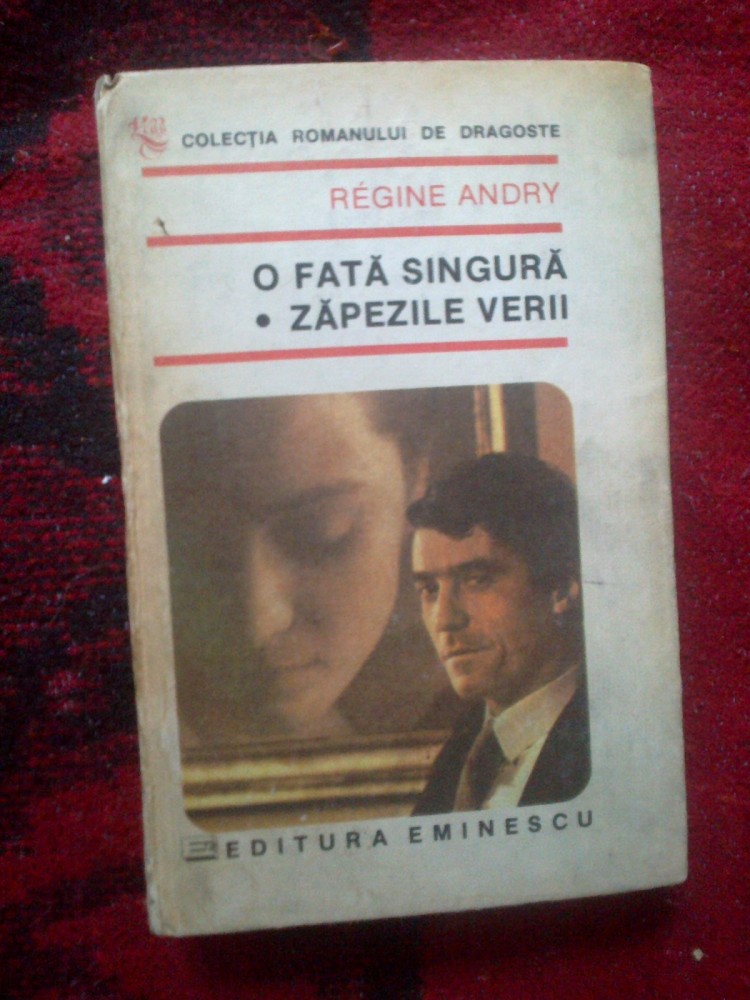 COLECȚIA ROMANULUI DE DRAGOSTE
RÉGINE ANDRY
O FATĂ SINGURĂ
• ZĂPEZILE VERII
EDITURA EMINESCU